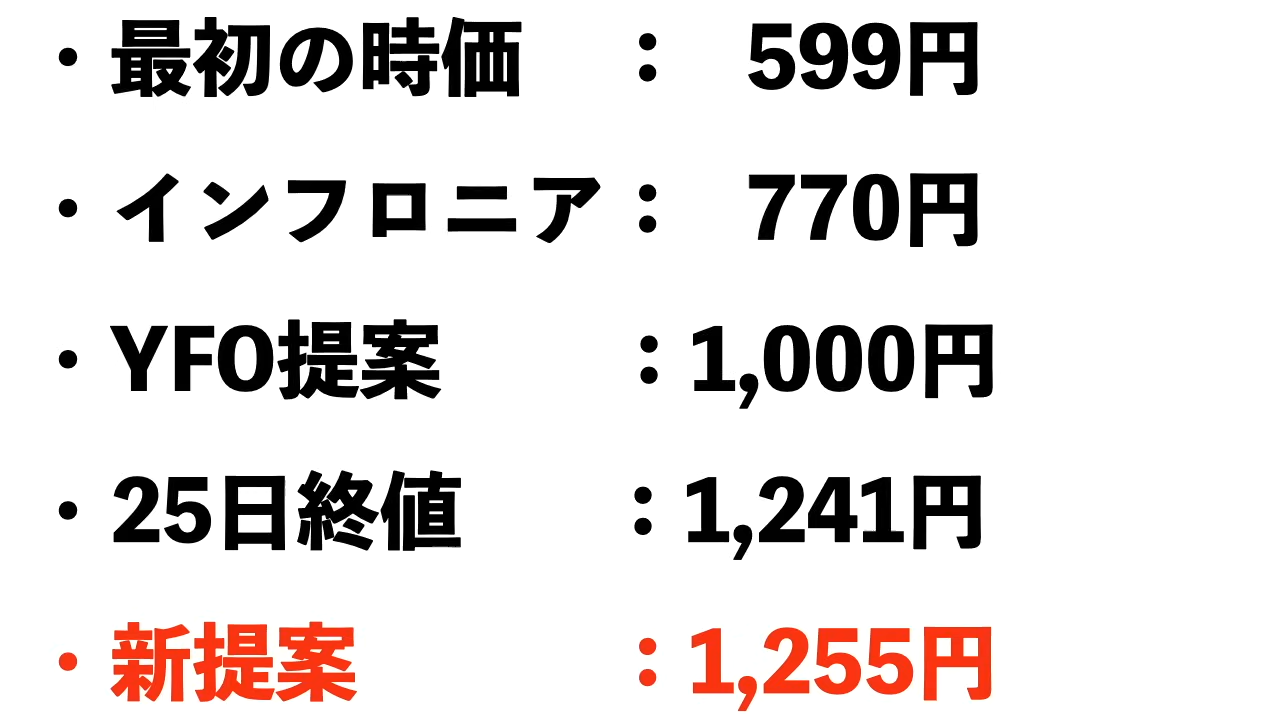 ・最初の時価 : 599円
・インフロニア : 770円
・YFO提案 : 1,000円
・25日終値 : 1,241円
・新提案 : 1,255円